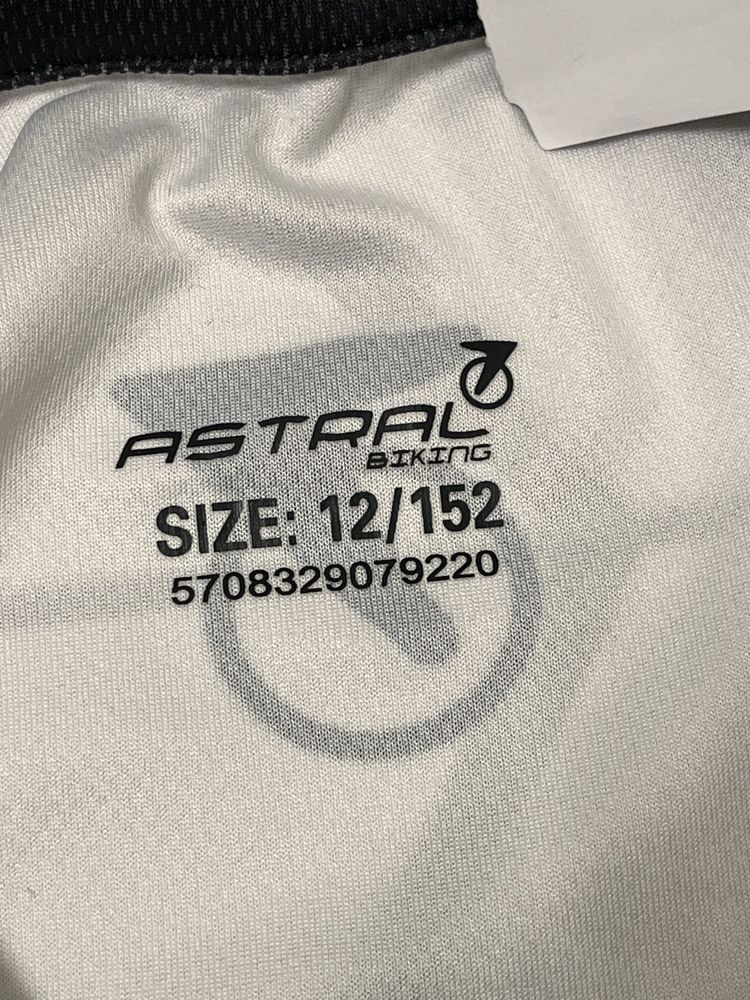 ASTRAL
BIKING
SIZE: 12/152
5708329079220